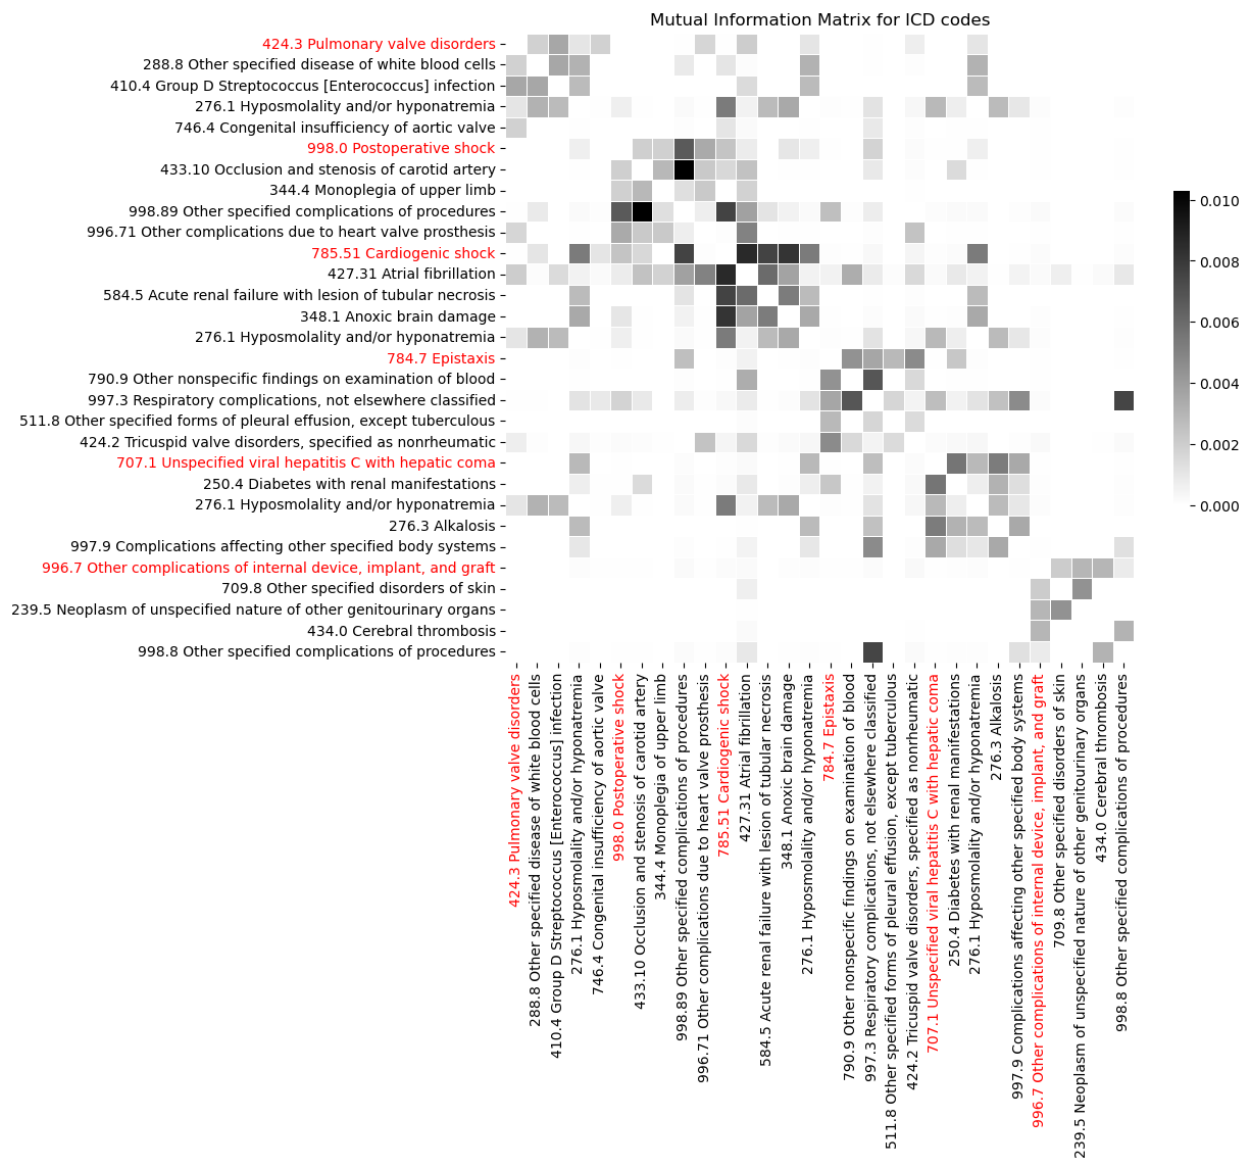 Mutual Information Matrix for ICD codes
424.3 Pulmonary valve disorders
288.8 Other specified disease of white blood cells
410.4 Group D Streptococcus [Enterococcus] infection
276.1 Hyposmolality and/or hyponatremia
746.4 Congenital insufficiency of aortic valve
998.0 Postoperative shock
433.10 Occlusion and stenosis of carotid artery
344.4 Monoplegia of upper limb
998.89 Other specified complications of procedures
996.71 Other complications due to heart valve prosthesis
785.51 Cardiogenic shock
427.31 Atrial fibrillation
584.5 Acute renal failure with lesion of tubular necrosis
348.1 Anoxic brain damage
276.1 Hyposmolality and/or hyponatremia
784.7 Epistaxis
790.9 Other nonspecific findings on examination of blood
997.3 Respiratory complications, not elsewhere classified
511.8 Other specified forms of pleural effusion, except tuberculous
424.2 Tricuspid valve disorders, specified as nonrheumatic
707.1 Unspecified viral hepatitis C with hepatic coma
250.4 Diabetes with renal manifestations
276.1 Hyposmolality and/or hyponatremia
276.3 Alkalosis
997.9 Complications affecting other specified body systems
996.7 Other complications of internal device, implant, and graft
709.8 Other specified disorders of skin
239.5 Neoplasm of unspecified nature of other genitourinary organs
434.0 Cerebral thrombosis
998.8 Other specified complications of procedures
0.010
0.008
0.006
0.004
0.002
0.000
424.3 Pulmonary valve disorders
288.8 Other specified disease of white blood cells
410.4 Group D Streptococcus [Enterococcus] infection
276.1 Hyposmolality and/or hyponatremia
746.4 Congenital insufficiency of aortic valve
998.0 Postoperative shock
433.10 Occlusion and stenosis of carotid artery
344.4 Monoplegia of upper limb
998.89 Other specified complications of procedures
996.71 Other complications due to heart valve prosthesis
785.51 Cardiogenic shock
427.31 Atrial fibrillation
584.5 Acute renal failure with lesion of tubular necrosis
348.1 Anoxic brain damage
276.1 Hyposmolality and/or hyponatremia
784.7 Epistaxis
790.9 Other nonspecific findings on examination of blood
997.3 Respiratory complications, not elsewhere classified
511.8 Other specified forms of pleural effusion, except tuberculous
424.2 Tricuspid valve disorders, specified as nonrheumatic
707.1 Unspecified viral hepatitis C with hepatic coma
250.4 Diabetes with renal manifestations
276.1 Hyposmolality and/or hyponatremia
276.3 Alkalosis
997.9 Complications affecting other specified body systems
996.7 Other complications of internal device, implant, and graft
709.8 Other specified disorders of skin
239.5 Neoplasm of unspecified nature of other genitourinary organs
434.0 Cerebral thrombosis
998.8 Other specified complications of procedures